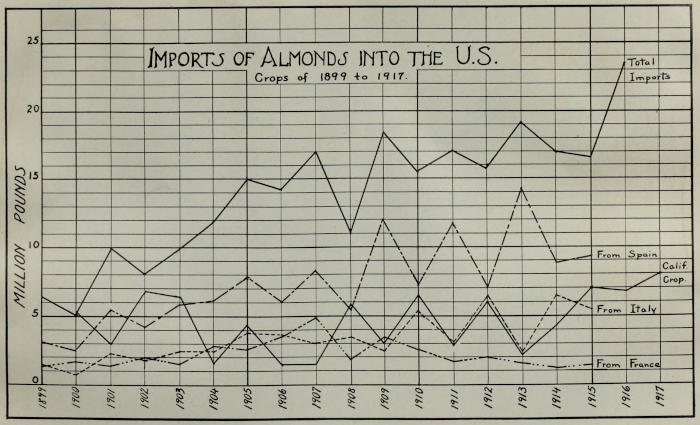 IMPORTS OF ALMONDS INTO THE U.S.
Crops of 1899 to 1917.
MILLION POUNDS
25
20
15
10
5
0
Total
Imports
From Spain
Calif.
Crop.
From Italy
From France
1899
1900
1901
1902
1903
1904
1905
1906
1907
1908
1909
1910
1911
1912
1913
1914
1915
1916
1917